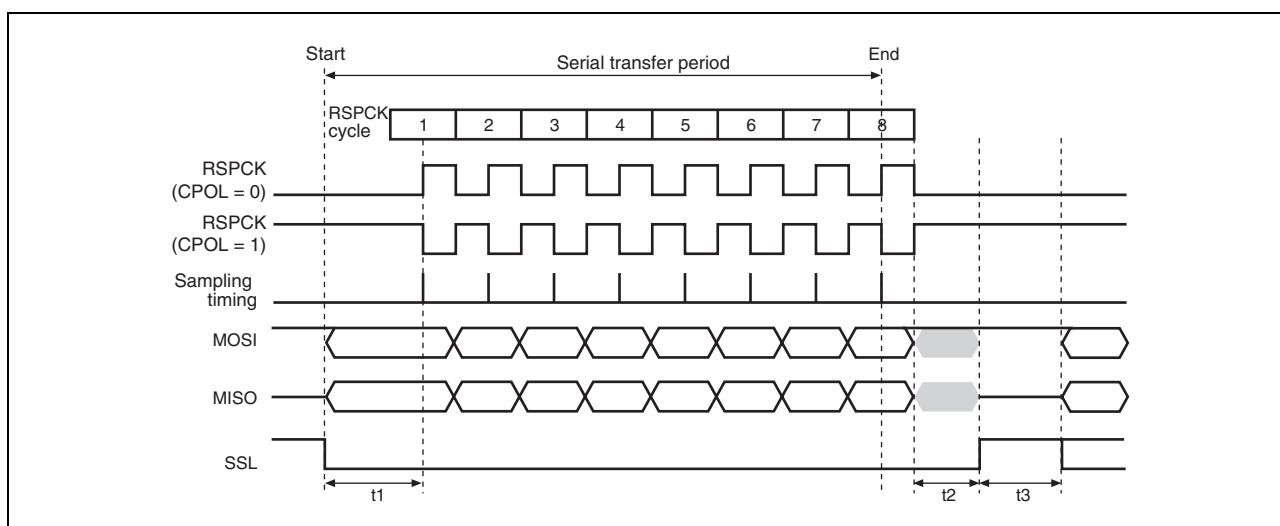 Start
End
Serial transfer period
RSPCK
cycle
1 2 3 4 5 6 7 8
RSPCK
(CPOL = 0)
RSPCK
(CPOL = 1)
Sampling
timing
MOSI
MISO
SSL
t1
t2
t3